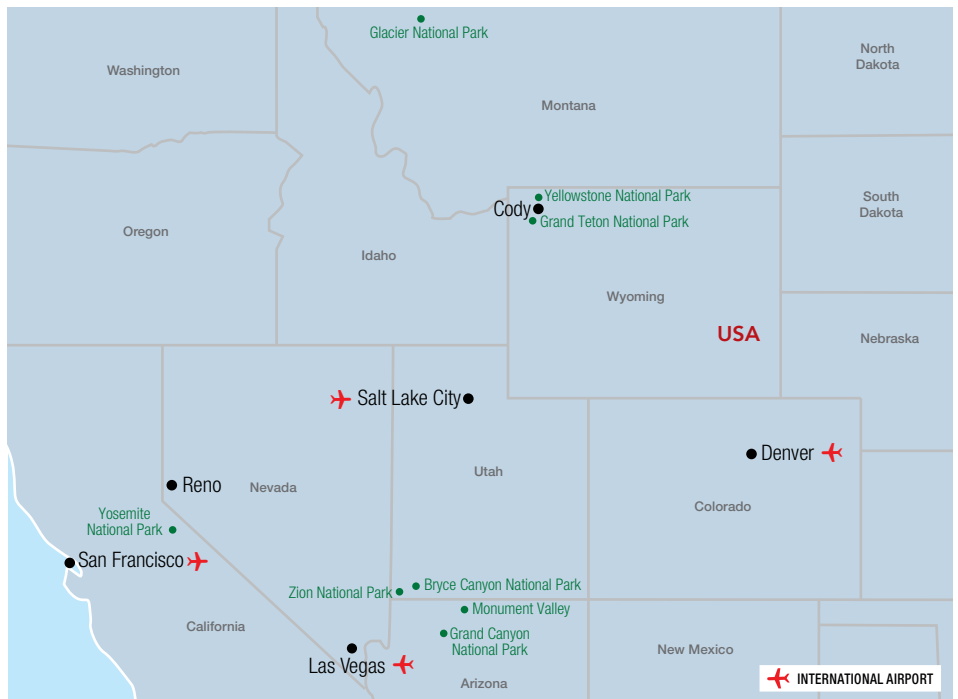 Glacier National Park
Washington
North
Dakota
Montana
Yellowstone National Park
Cody
Grand Teton National Park
South
Dakota
Oregon
Idaho
Wyoming
USA
Nebraska
Salt Lake City
Denver
Utah
Reno
Nevada
Colorado
Yosemite
National Park
San Francisco
Zion National Park
Bryce Canyon National Park
Monument Valley
California
Grand Canyon
National Park
New Mexico
Las Vegas
Arizona
INTERNATIONAL AIRPORT